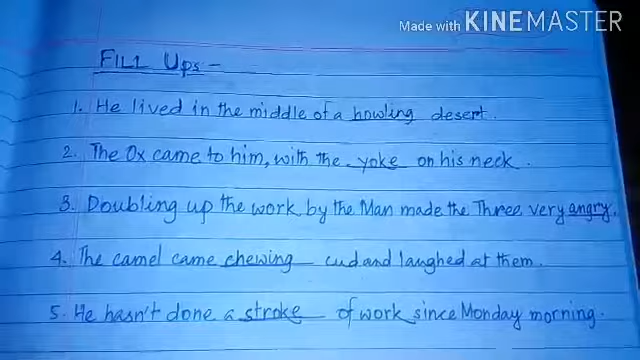 Made with KINEMASTER
Fill Ups -
1. He lived in the middle of a howling desert.
2. The Ox came to him, with the yoke on his neck.
3. Doubling up the work by the Man made the Three very angry.
4. The camel came chewing cud and laughed at them.
5. He hasn't done a stroke of work since Monday morning.